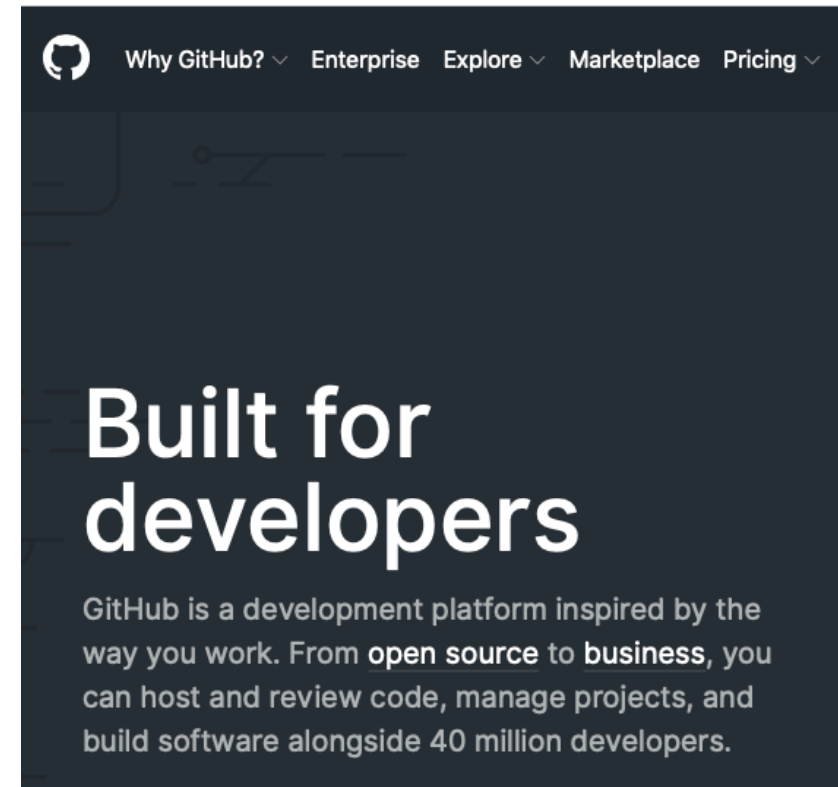 Why GitHub? Enterprise Explore Marketplace Pricing
Built for
developers
GitHub is a development platform inspired by the
way you work. From open source to business, you
can host and review code, manage projects, and
build software alongside 40 million developers.